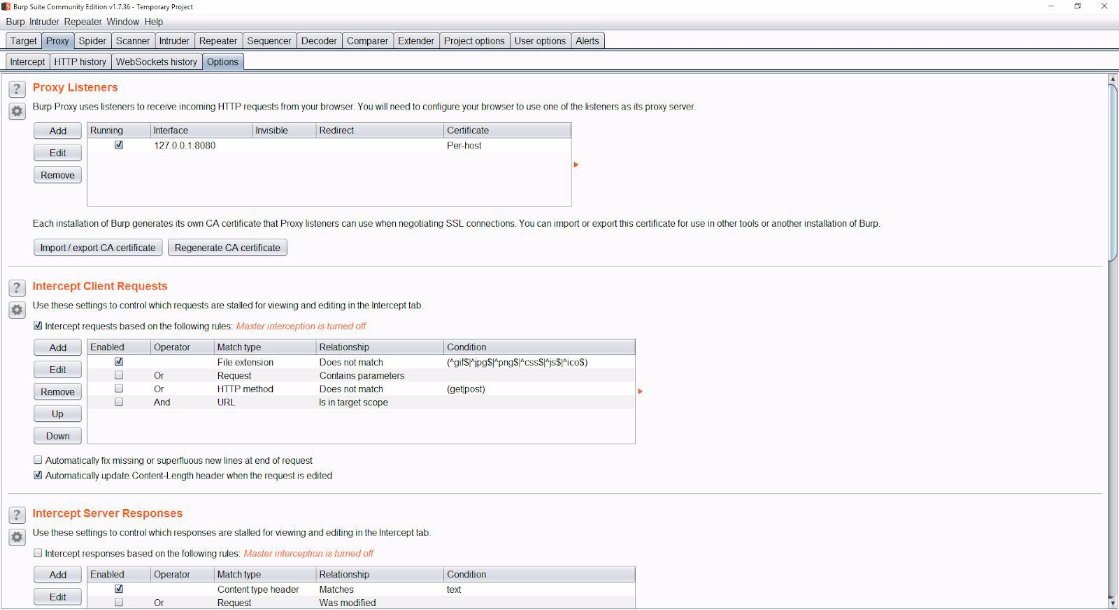 Burp Suite Community Edition v1.7.36 - Temporary Project
Burp Intruder Repeater Window Help
Target Proxy Spider Scanner Intruder Repeater Sequencer Decoder Comparer Extender Project options User options Alerts
Intercept HTTP history WebSockets history Options
? Proxy Listeners
Burp Proxy uses listeners to receive incoming HTTP requests from your browser. You will need to configure your browser to use one of the listeners as its proxy server.
Add Running Interface Invisible Redirect Certificate
127.0.0.1:8080 Per-host
Edit
Remove
Each installation of Burp generates its own CA certificate that Proxy listeners can use when negotiating SSL connections. You can import or export this certificate for use in other tools or another installation of Burp.
Import / export CA certificate Regenerate CA certificate
? Intercept Client Requests
Use these settings to control which requests are stalled for viewing and editing in the Intercept tab.
Intercept requests based on the following rules: Master interception is turned off
Add Enabled Operator Match type Relationship Condition
File extension Does not match (^gif$|^jpg$|^png$|^css$|^js$|^ico$)
Edit
Or Request Contains parameters
Remove Or HTTP method Does not match (get|post)
And URL Is in target scope
Up
Down
Automatically fix missing or superfluous new lines at end of request
Automatically update Content-Length header when the request is edited
? Intercept Server Responses
Use these settings to control which responses are stalled for viewing and editing in the Intercept tab.
Intercept responses based on the following rules: Master interception is turned off
Add Enabled Operator Match type Relationship Condition
Content type header Matches text
Edit
Or Request Was modified